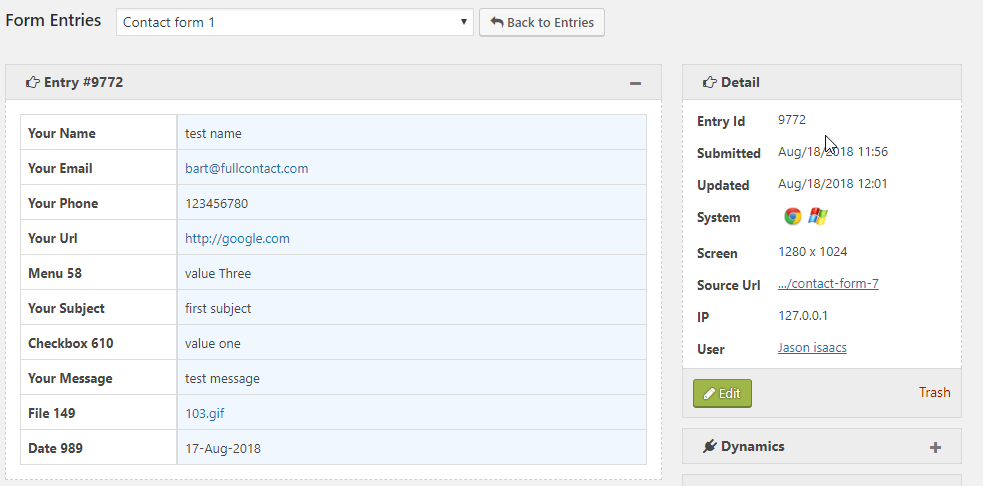 Form Entries Contact form 1 Back to Entries
Entry #9772
Your Name test name
Your Email bart@fullcontact.com
Your Phone 123456780
Your Url http://google.com
Menu 58 value Three
Your Subject first subject
Checkbox 610 value one
Your Message test message
File 149 103.gif
Date 989 17-Aug-2018
Detail
Entry Id 9772
Submitted Aug/18/2018 11:56
Updated Aug/18/2018 12:01
System
Screen 1280 x 1024
Source Url .../contact-form-7
IP 127.0.0.1
User Jason isaacs
Edit Trash
Dynamics